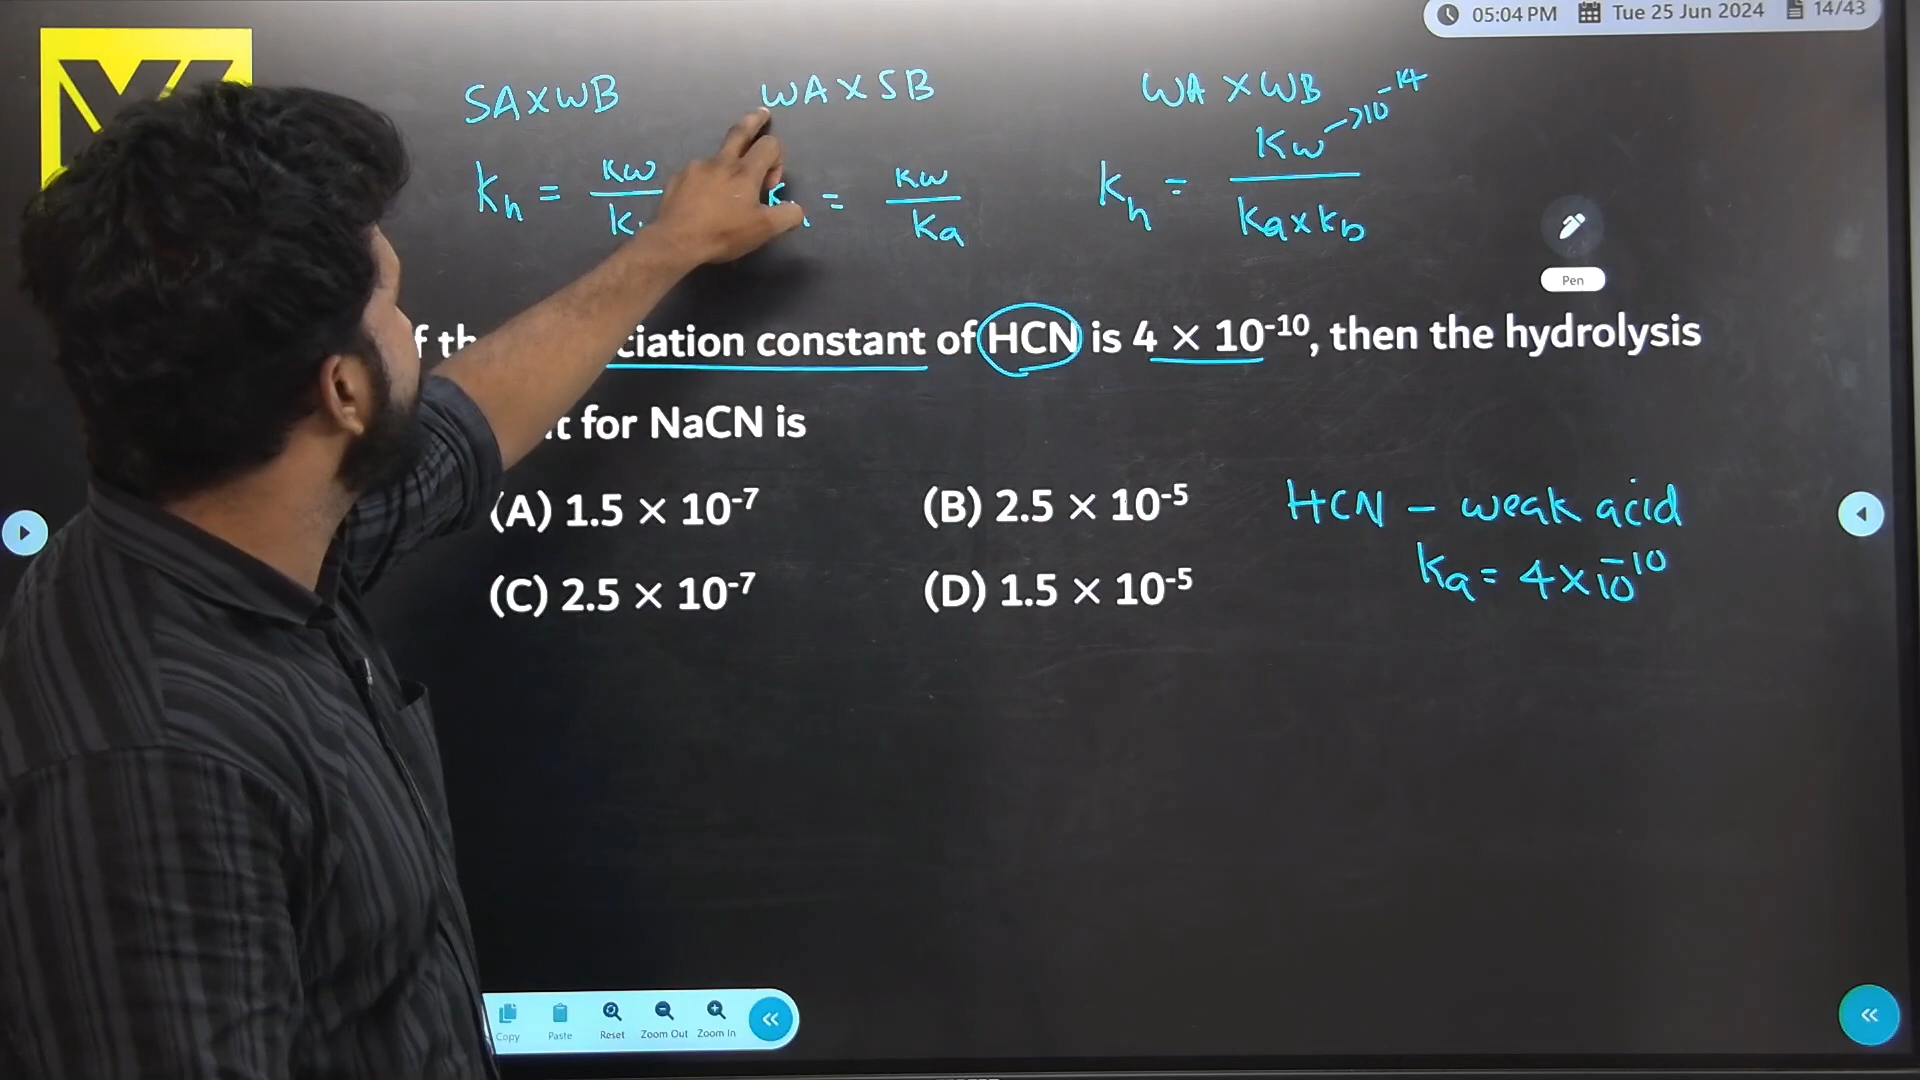 05:04 PM Tue 25 Jun 2024 14/43
SA X WB WA X SB WA X WB
kh = Kw = Kw / Ka kh = Kw → 10-14 / Ka x Kb
Pen
ciation constant of HCN is 4 × 10-10, then the hydrolysis
for NaCN is
(A) 1.5 × 10-7 (B) 2.5 × 10-5
(C) 2.5 × 10-7 (D) 1.5 × 10-5
HCN - weak acid
Ka = 4 x 10-10
Copy Paste Reset Zoom Out Zoom In